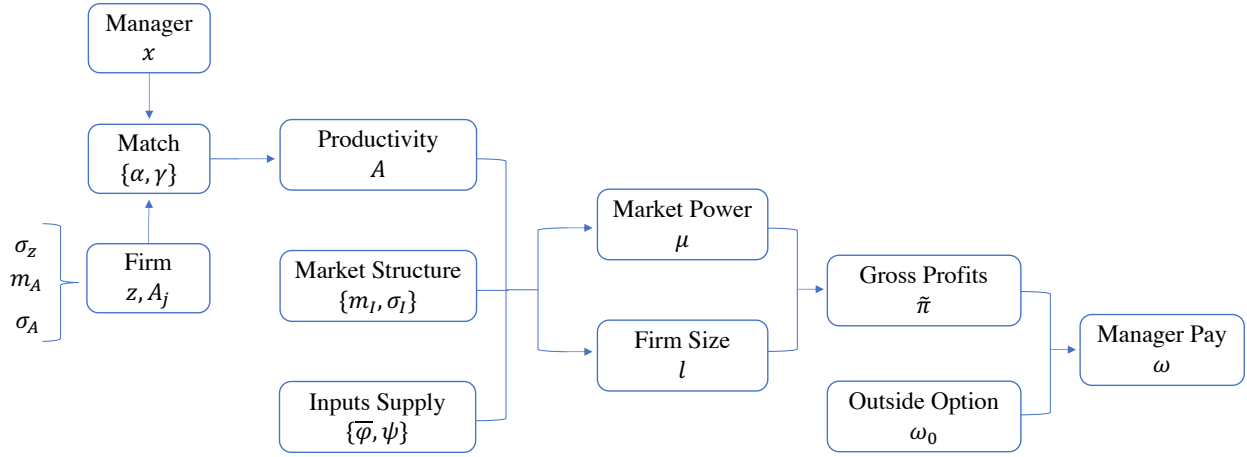 Manager
x
Match
{α, γ}
σ_z
m_A
σ_A
Firm
z, A_j
Productivity
A
Market Structure
{m_I, σ_I}
Inputs Supply
{φ̅, ψ}
Market Power
μ
Firm Size
l
Gross Profits
π̃
Outside Option
ω_0
Manager Pay
ω